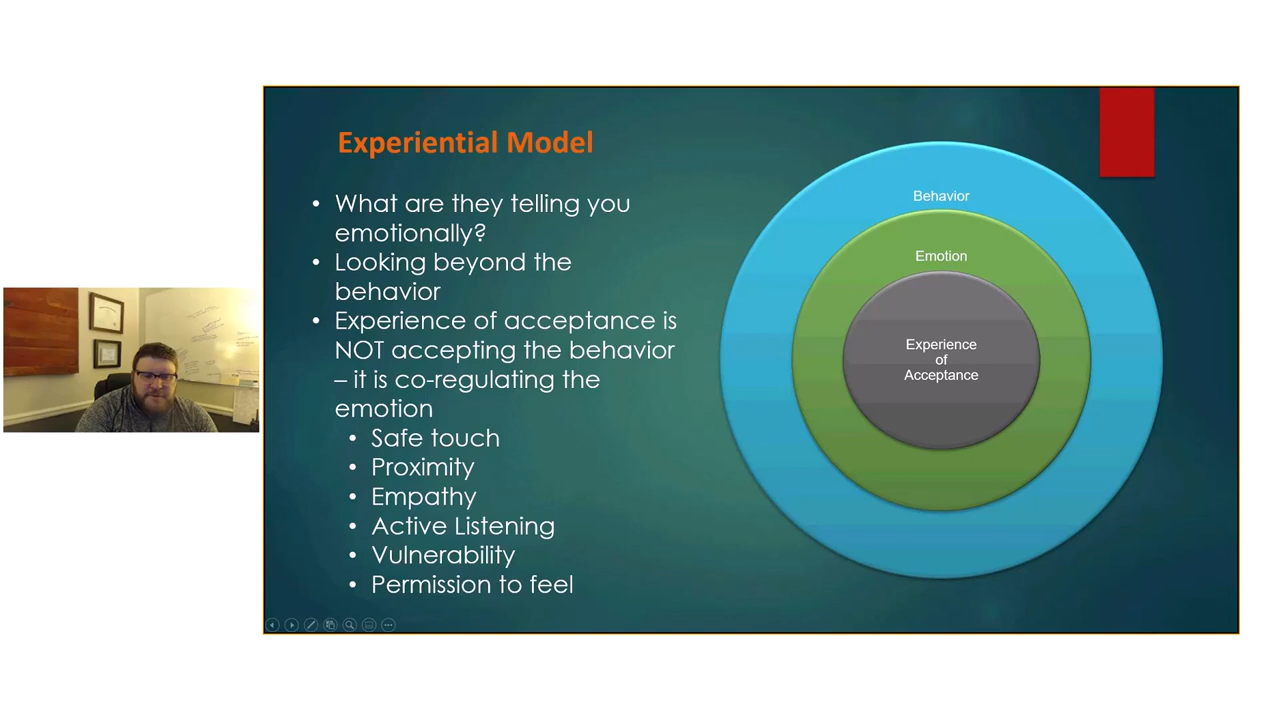 Experiential Model
• What are they telling you
emotionally?
• Looking beyond the
behavior
• Experience of acceptance is
NOT accepting the behavior
– it is co-regulating the
emotion
• Safe touch
• Proximity
• Empathy
• Active Listening
• Vulnerability
• Permission to feel
Behavior
Emotion
Experience
of
Acceptance